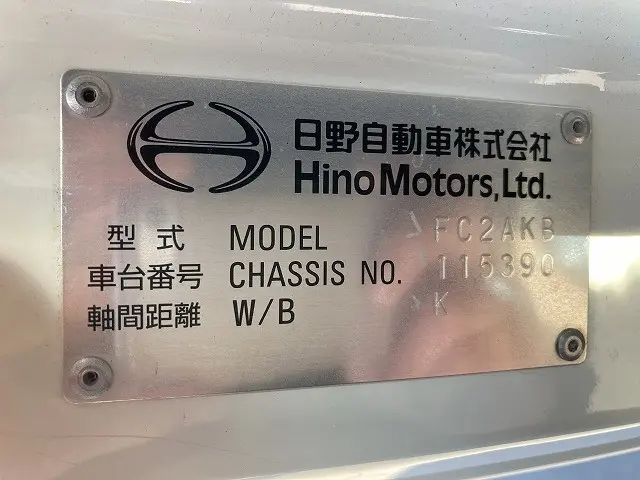 日野自動車株式会社
Hino Motors, Ltd.
型式 MODEL FC2AKB
車台番号 CHASSIS NO. 115390
軸間距離 W/B K